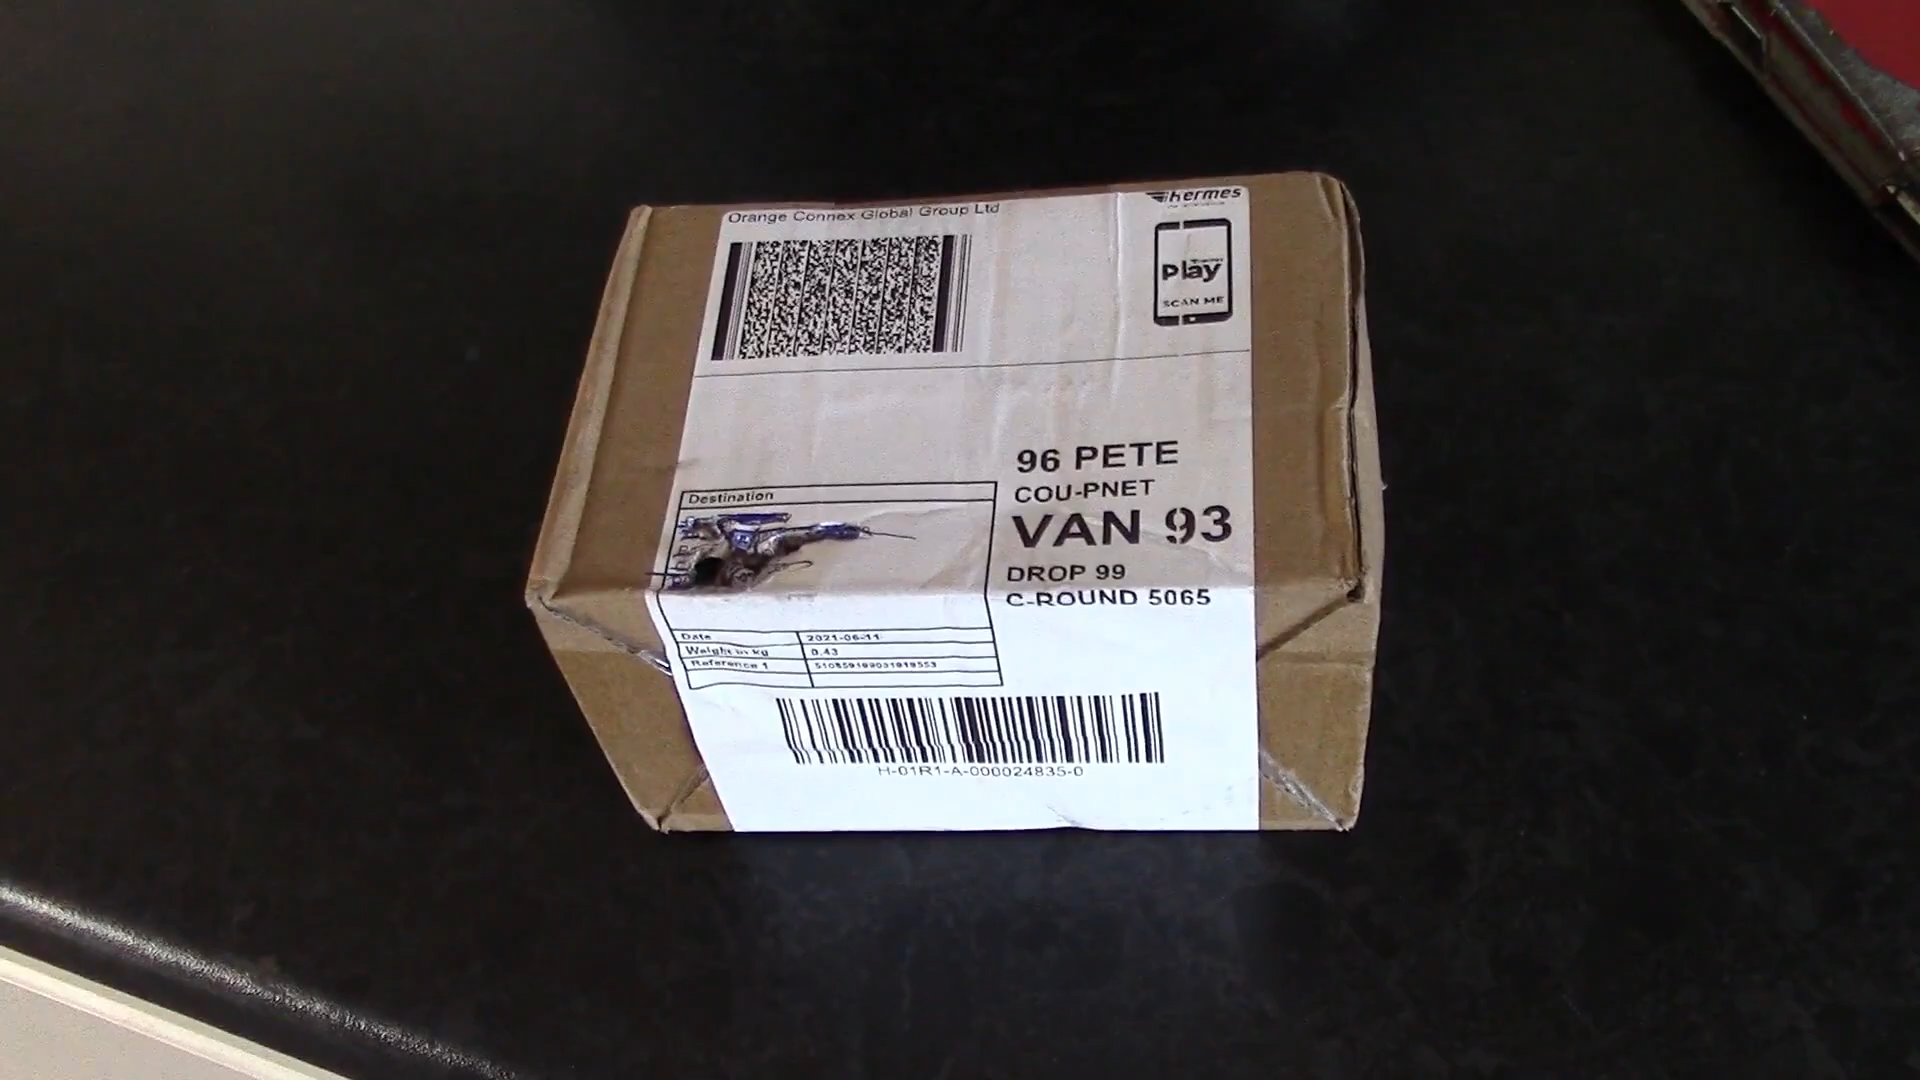 Orange Connex Global Group Ltd
Hermes
Play
SCAN ME
96 PETE
COU-PNET
VAN 93
DROP 99
C-ROUND 5065
Destination
Date 2021-06-11
Weight in kg 0.43
Reference 1
H-01R1-A-000024835-0